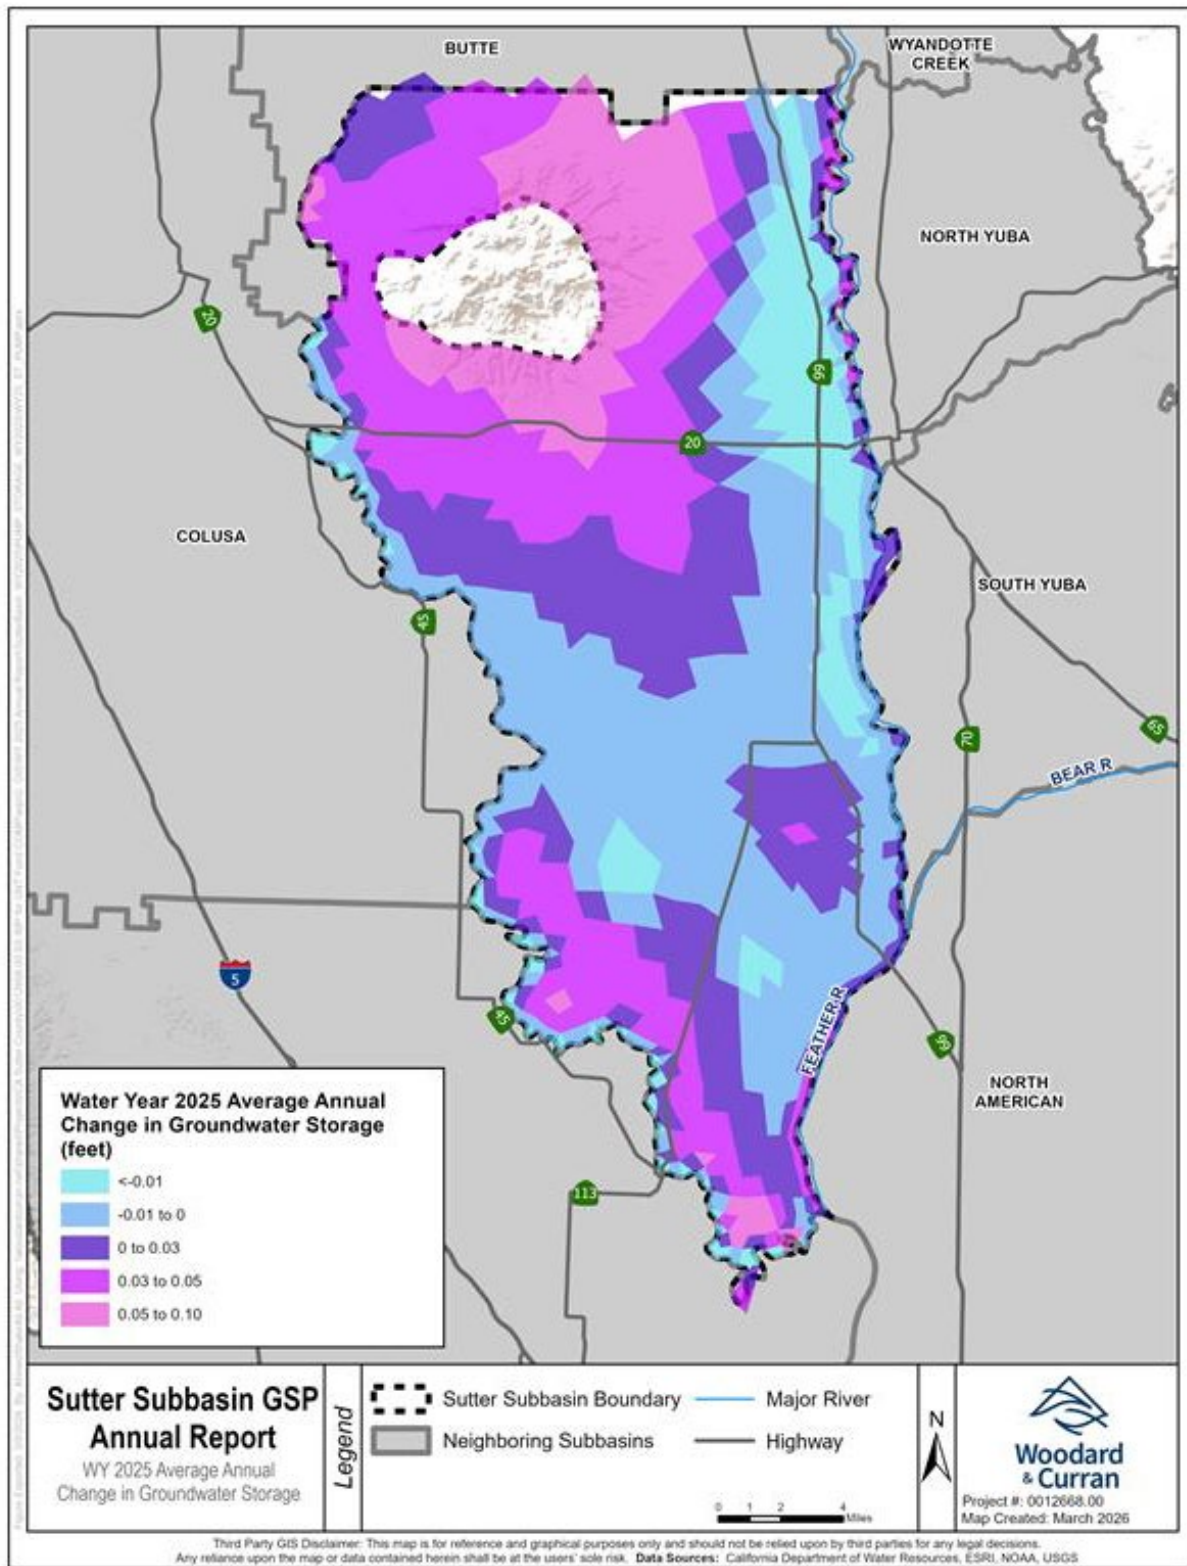 BUTTE
WYANDOTTE
CREEK
NORTH YUBA
20
99
20
COLUSA
SOUTH YUBA
45
70
65
BEAR R
5
45
FEATHER R
99
NORTH
AMERICAN
113
Water Year 2025 Average Annual
Change in Groundwater Storage
(feet)
<-0.01
-0.01 to 0
0 to 0.03
0.03 to 0.05
0.05 to 0.10
Sutter Subbasin GSP
Annual Report
WY 2025 Average Annual
Change in Groundwater Storage
Legend
Sutter Subbasin Boundary
Neighboring Subbasins
Major River
Highway
N
0 1 2 4
Miles
Woodard
& Curran
Project #: 0012668.00
Map Created: March 2026
Third Party GIS Disclaimer: This map is for reference and graphical purposes only and should not be relied upon by third parties for any legal decisions.
Any reliance upon the map or data contained herein shall be at the users' sole risk. Data Sources: California Department of Water Resources, ESRI, NOAA, USGS